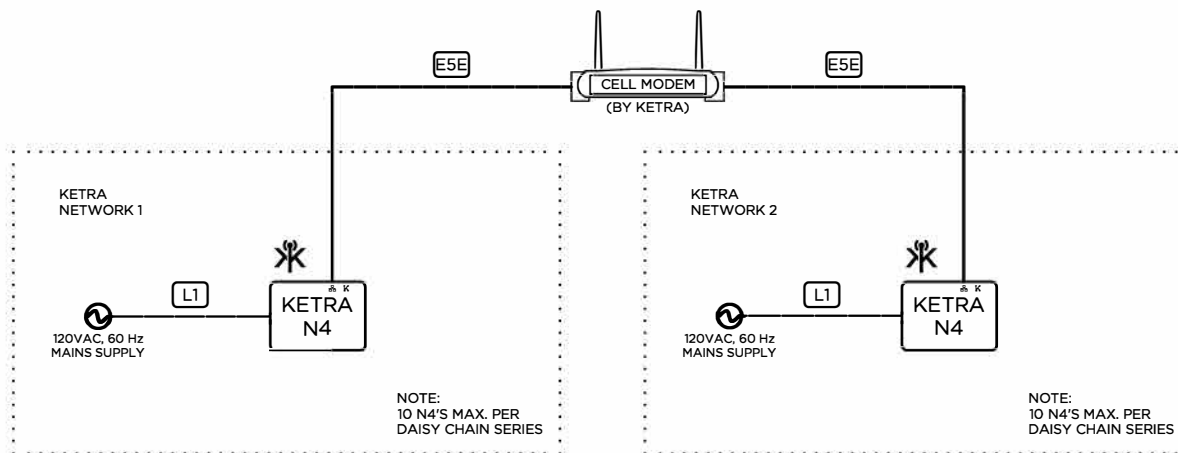 E5E
E5E
CELL MODEM
(BY KETRA)
KETRA
NETWORK 1
L1
KETRA
N4
K
120VAC, 60 Hz
MAINS SUPPLY
NOTE:
10 N4'S MAX. PER
DAISY CHAIN SERIES
KETRA
NETWORK 2
L1
KETRA
N4
K
120VAC, 60 Hz
MAINS SUPPLY
NOTE:
10 N4'S MAX. PER
DAISY CHAIN SERIES